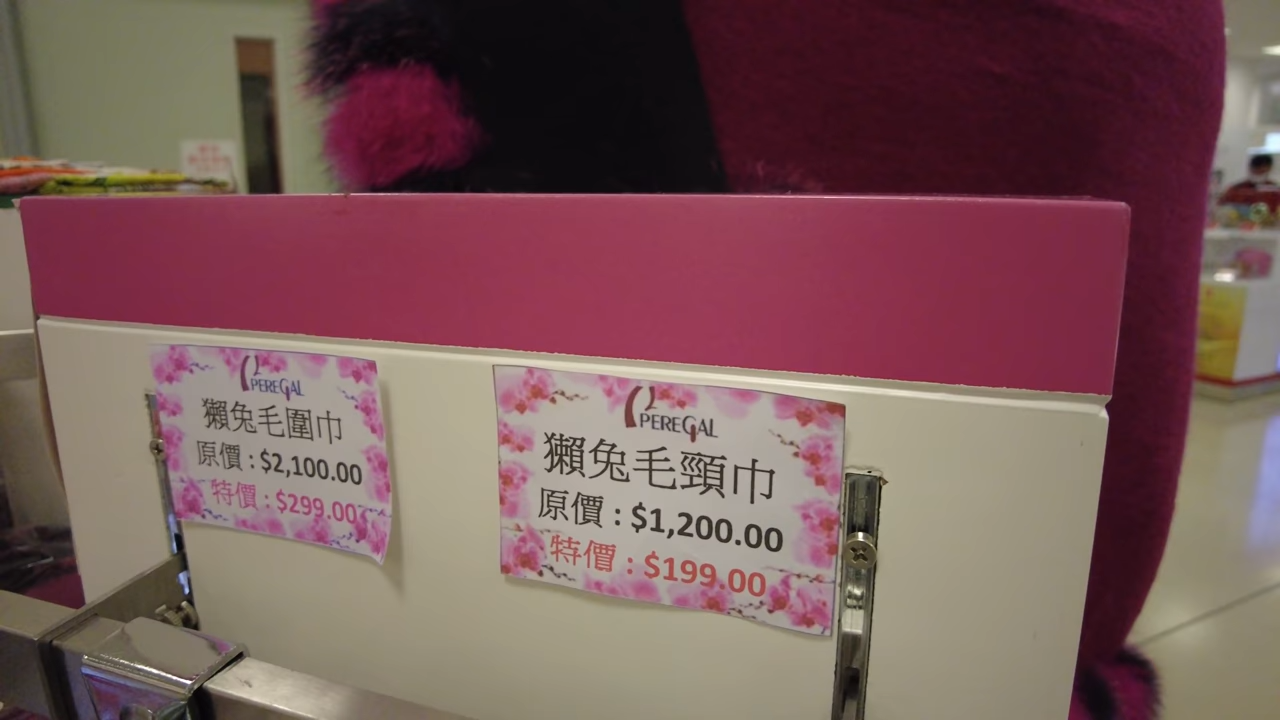 PEREGAL
獺兔毛圍巾
原價 : $2,100.00
特價 : $299.00
PEREGAL
獺兔毛頸巾
原價 : $1,200.00
特價 : $199.00